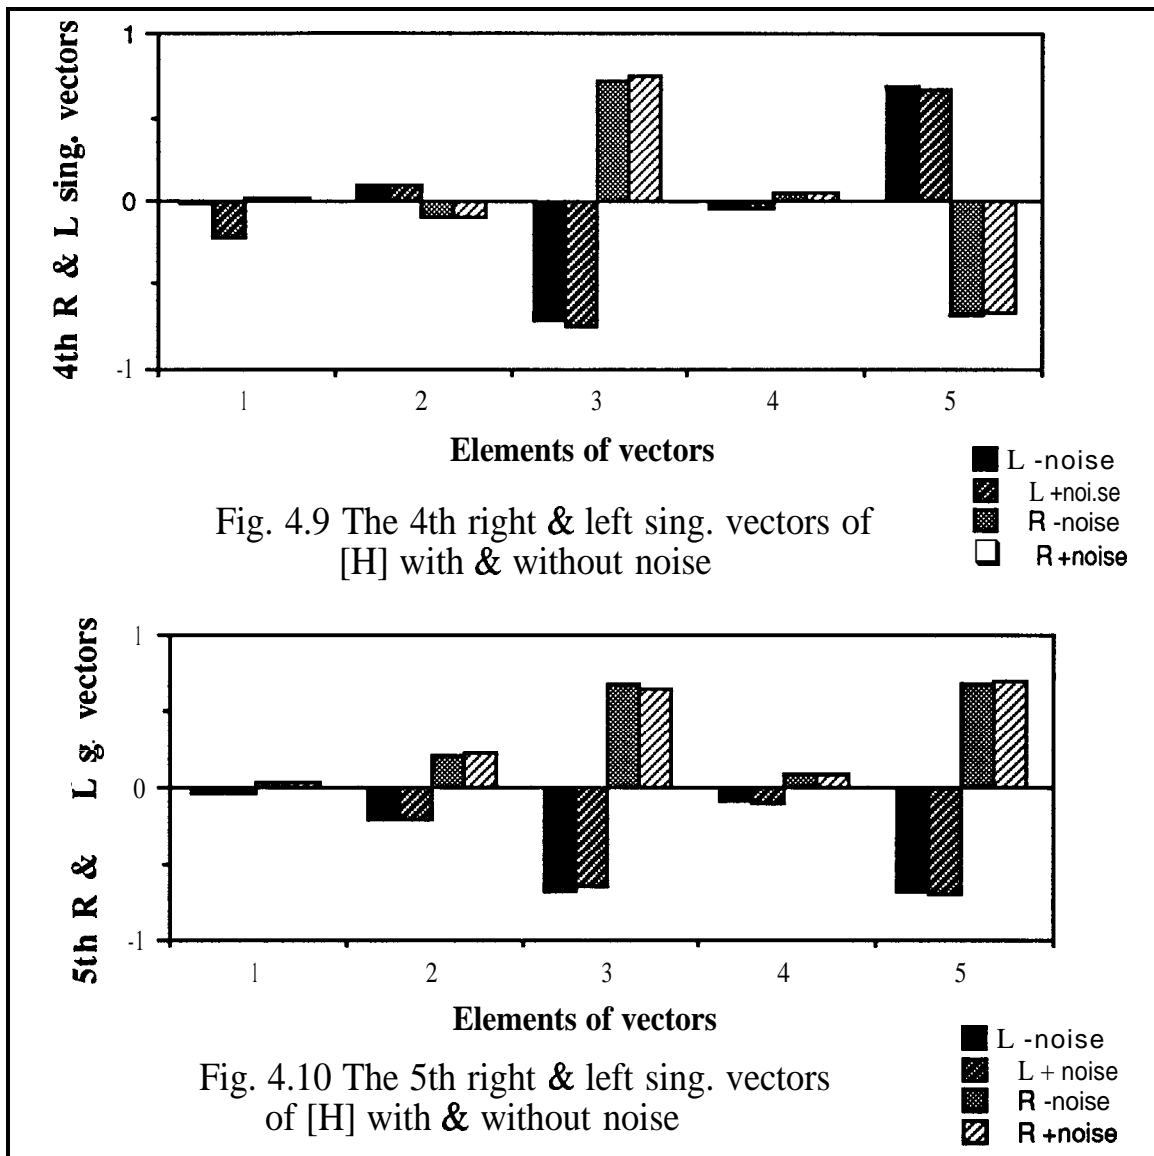 1
0
-1
4th R & L sing. vectors
1 2 3 4 5
Elements of vectors
L -noise
L +noi.se
R -noise
R +noise
Fig. 4.9 The 4th right & left sing. vectors of
[H] with & without noise
1
0
-1
5th R & L g. vectors
1 2 3 4 5
Elements of vectors
L -noise
L + noise
R -noise
R +noise
Fig. 4.10 The 5th right & left sing. vectors
of [H] with & without noise